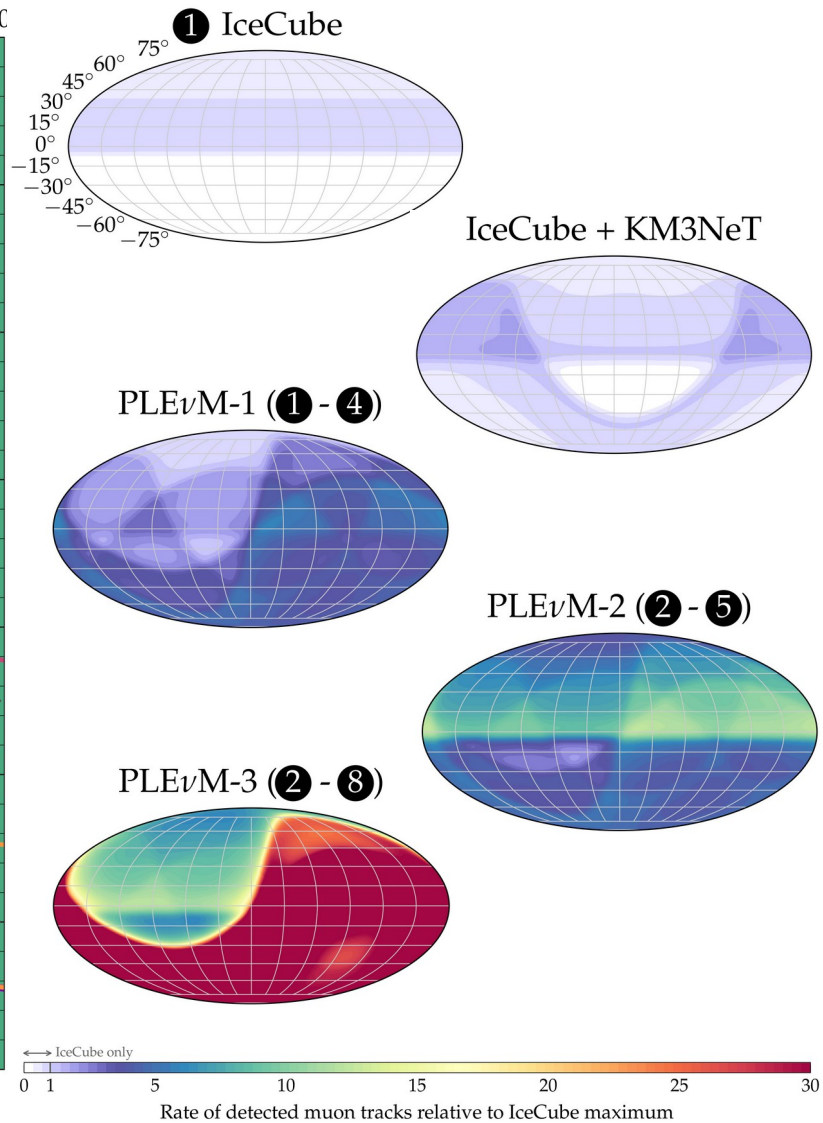 0
❶ IceCube
75°
60°
45°
30°
15°
0°
−15°
−30°
−45°
−60°
−75°
IceCube + KM3NeT
PLEνM-1 (❶ - ❹)
PLEνM-2 (❷ - ❺)
PLEνM-3 (❷ - ❽)
IceCube only
0 1 5 10 15 20 25 30
Rate of detected muon tracks relative to IceCube maximum